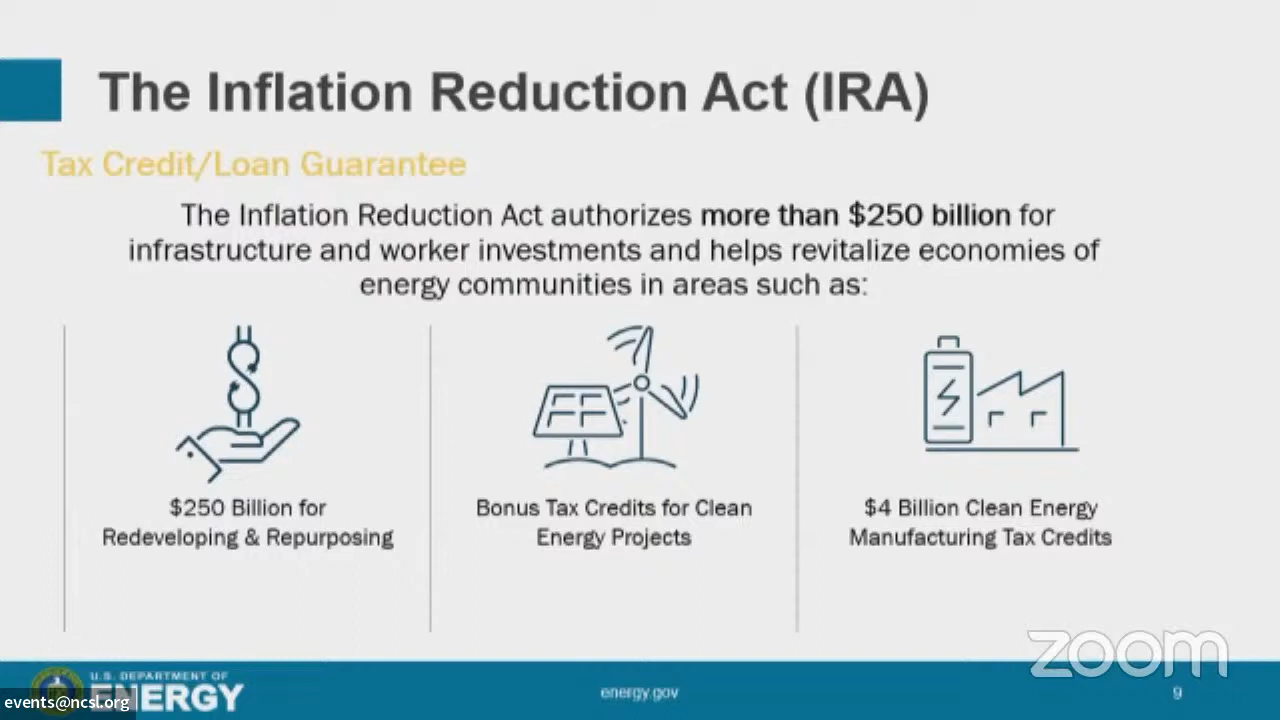 The Inflation Reduction Act (IRA)
Tax Credit/Loan Guarantee
The Inflation Reduction Act authorizes more than $250 billion for
infrastructure and worker investments and helps revitalize economies of
energy communities in areas such as:
$250 Billion for
Redeveloping & Repurposing
Bonus Tax Credits for Clean
Energy Projects
$4 Billion Clean Energy
Manufacturing Tax Credits
zoom
U.S. DEPARTMENT OF
ENERGY
events@ncsl.org
energy.gov
9